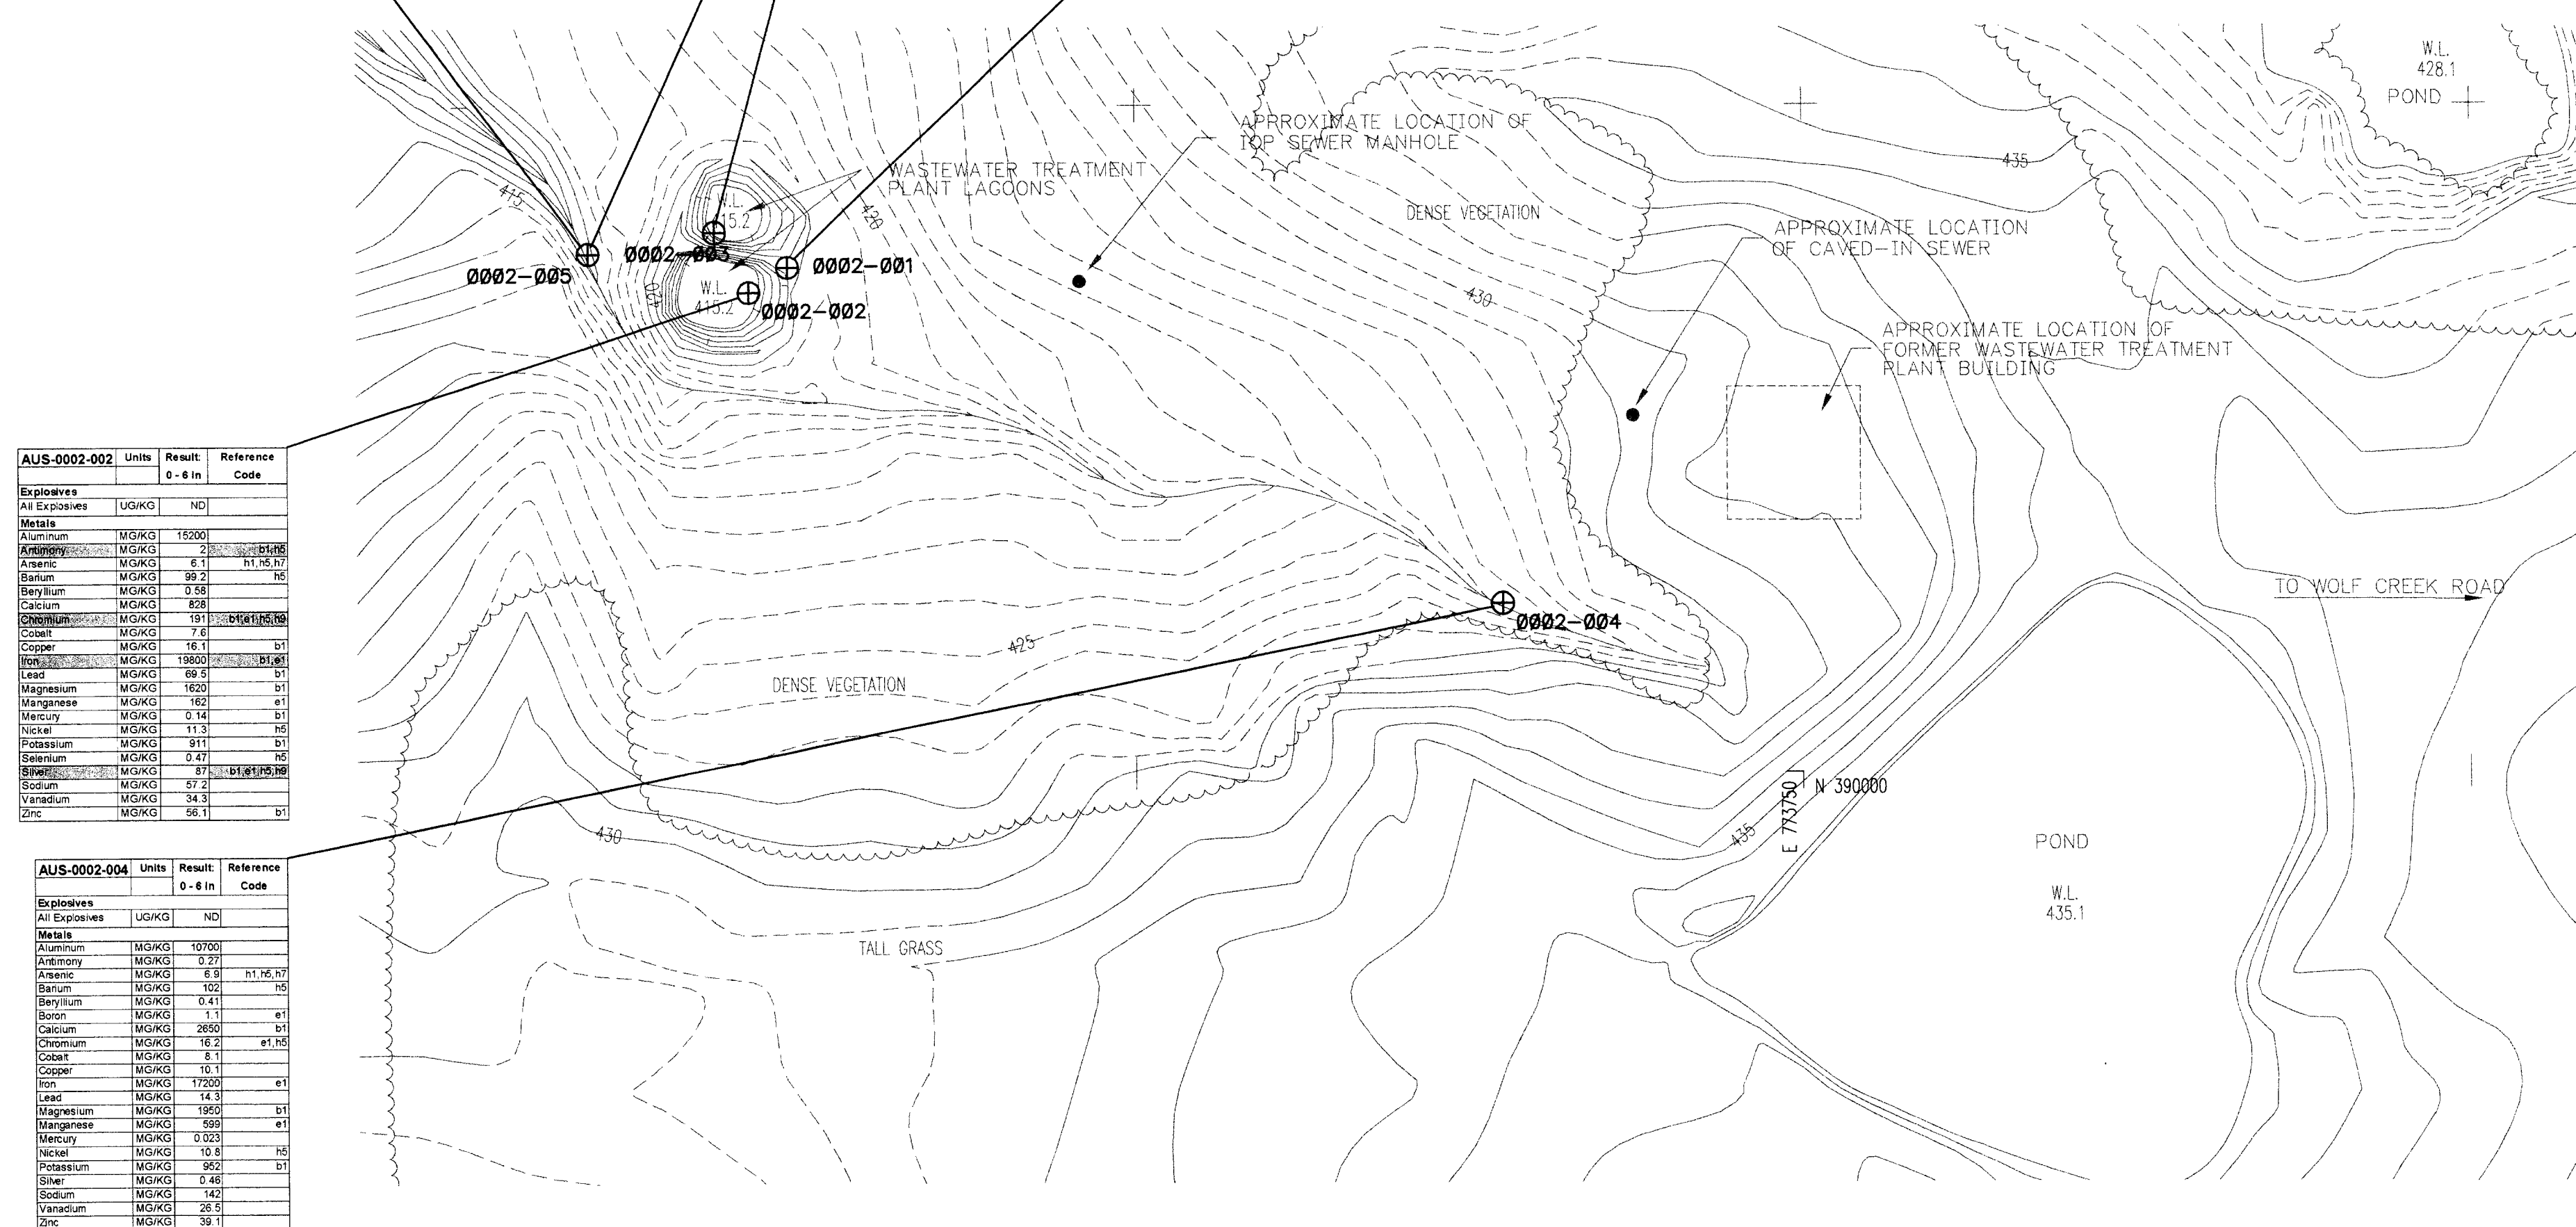 W.L.
428.1
POND
APPROXIMATE LOCATION OF
TOP SEWER MANHOLE
435
WASTEWATER TREATMENT
PLANT LAGOONS
415
W.L.
15.2
420
DENSE VEGETATION
APPROXIMATE LOCATION
OF CAVED-IN SEWER
0002-003
0002-001
0002-005
420
W.L.
415.2
0002-002
430
APPROXIMATE LOCATION OF
FORMER WASTEWATER TREATMENT
PLANT BUILDING
TO WOLF CREEK ROAD
0002-004
425
DENSE VEGETATION
N 390000
E 773750
430
435
POND
W.L.
435.1
TALL GRASS
AUS-0002-002 Units Result: Reference
0 - 6 in Code
Explosives
All Explosives UG/KG ND
Metals
Aluminum MG/KG 15200
Antimony MG/KG 2 b1,h5
Arsenic MG/KG 6.1 h1,h5,h7
Barium MG/KG 99.2 h5
Beryllium MG/KG 0.58
Calcium MG/KG 828
Chromium MG/KG 191 b1,e1,h5,h9
Cobalt MG/KG 7.6
Copper MG/KG 16.1 b1
Iron MG/KG 19800 b1,e1
Lead MG/KG 69.5 b1
Magnesium MG/KG 1620 b1
Manganese MG/KG 162 e1
Mercury MG/KG 0.14 b1
Nickel MG/KG 11.3 h5
Potassium MG/KG 911 b1
Selenium MG/KG 0.47 h5
Silver MG/KG 87 b1,e1,h5,h9
Sodium MG/KG 57.2
Vanadium MG/KG 34.3
Zinc MG/KG 56.1 b1
AUS-0002-004 Units Result: Reference
0 - 6 in Code
Explosives
All Explosives UG/KG ND
Metals
Aluminum MG/KG 10700
Antimony MG/KG 0.27
Arsenic MG/KG 6.9 h1,h5,h7
Barium MG/KG 102 h5
Beryllium MG/KG 0.41
Boron MG/KG 1.1 e1
Calcium MG/KG 2650 b1
Chromium MG/KG 16.2 e1,h5
Cobalt MG/KG 8.1
Copper MG/KG 10.1
Iron MG/KG 17200 e1
Lead MG/KG 14.3
Magnesium MG/KG 1950 b1
Manganese MG/KG 599 e1
Mercury MG/KG 0.023
Nickel MG/KG 10.8 h5
Potassium MG/KG 952 b1
Silver MG/KG 0.46
Sodium MG/KG 142
Vanadium MG/KG 26.5
Zinc MG/KG 39.1